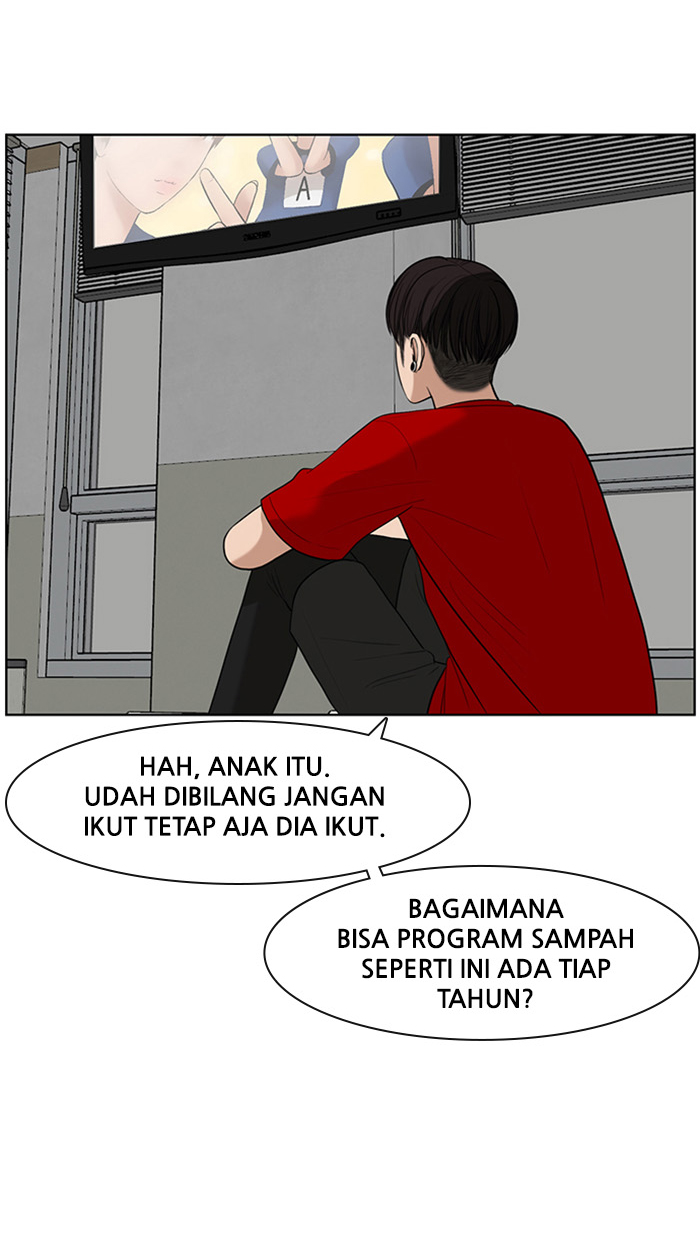 A
HAH, ANAK ITU.
UDAH DIBILANG JANGAN
IKUT TETAP AJA DIA IKUT.
BAGAIMANA
BISA PROGRAM SAMPAH
SEPERTI INI ADA TIAP
TAHUN?